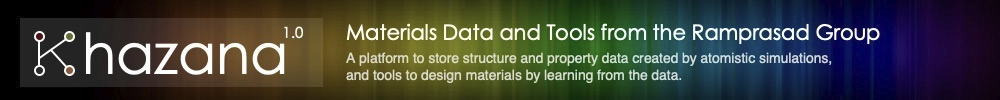 Khazana 1.0
Materials Data and Tools from the Ramprasad Group
A platform to store structure and property data created by atomistic simulations,
and tools to design materials by learning from the data.